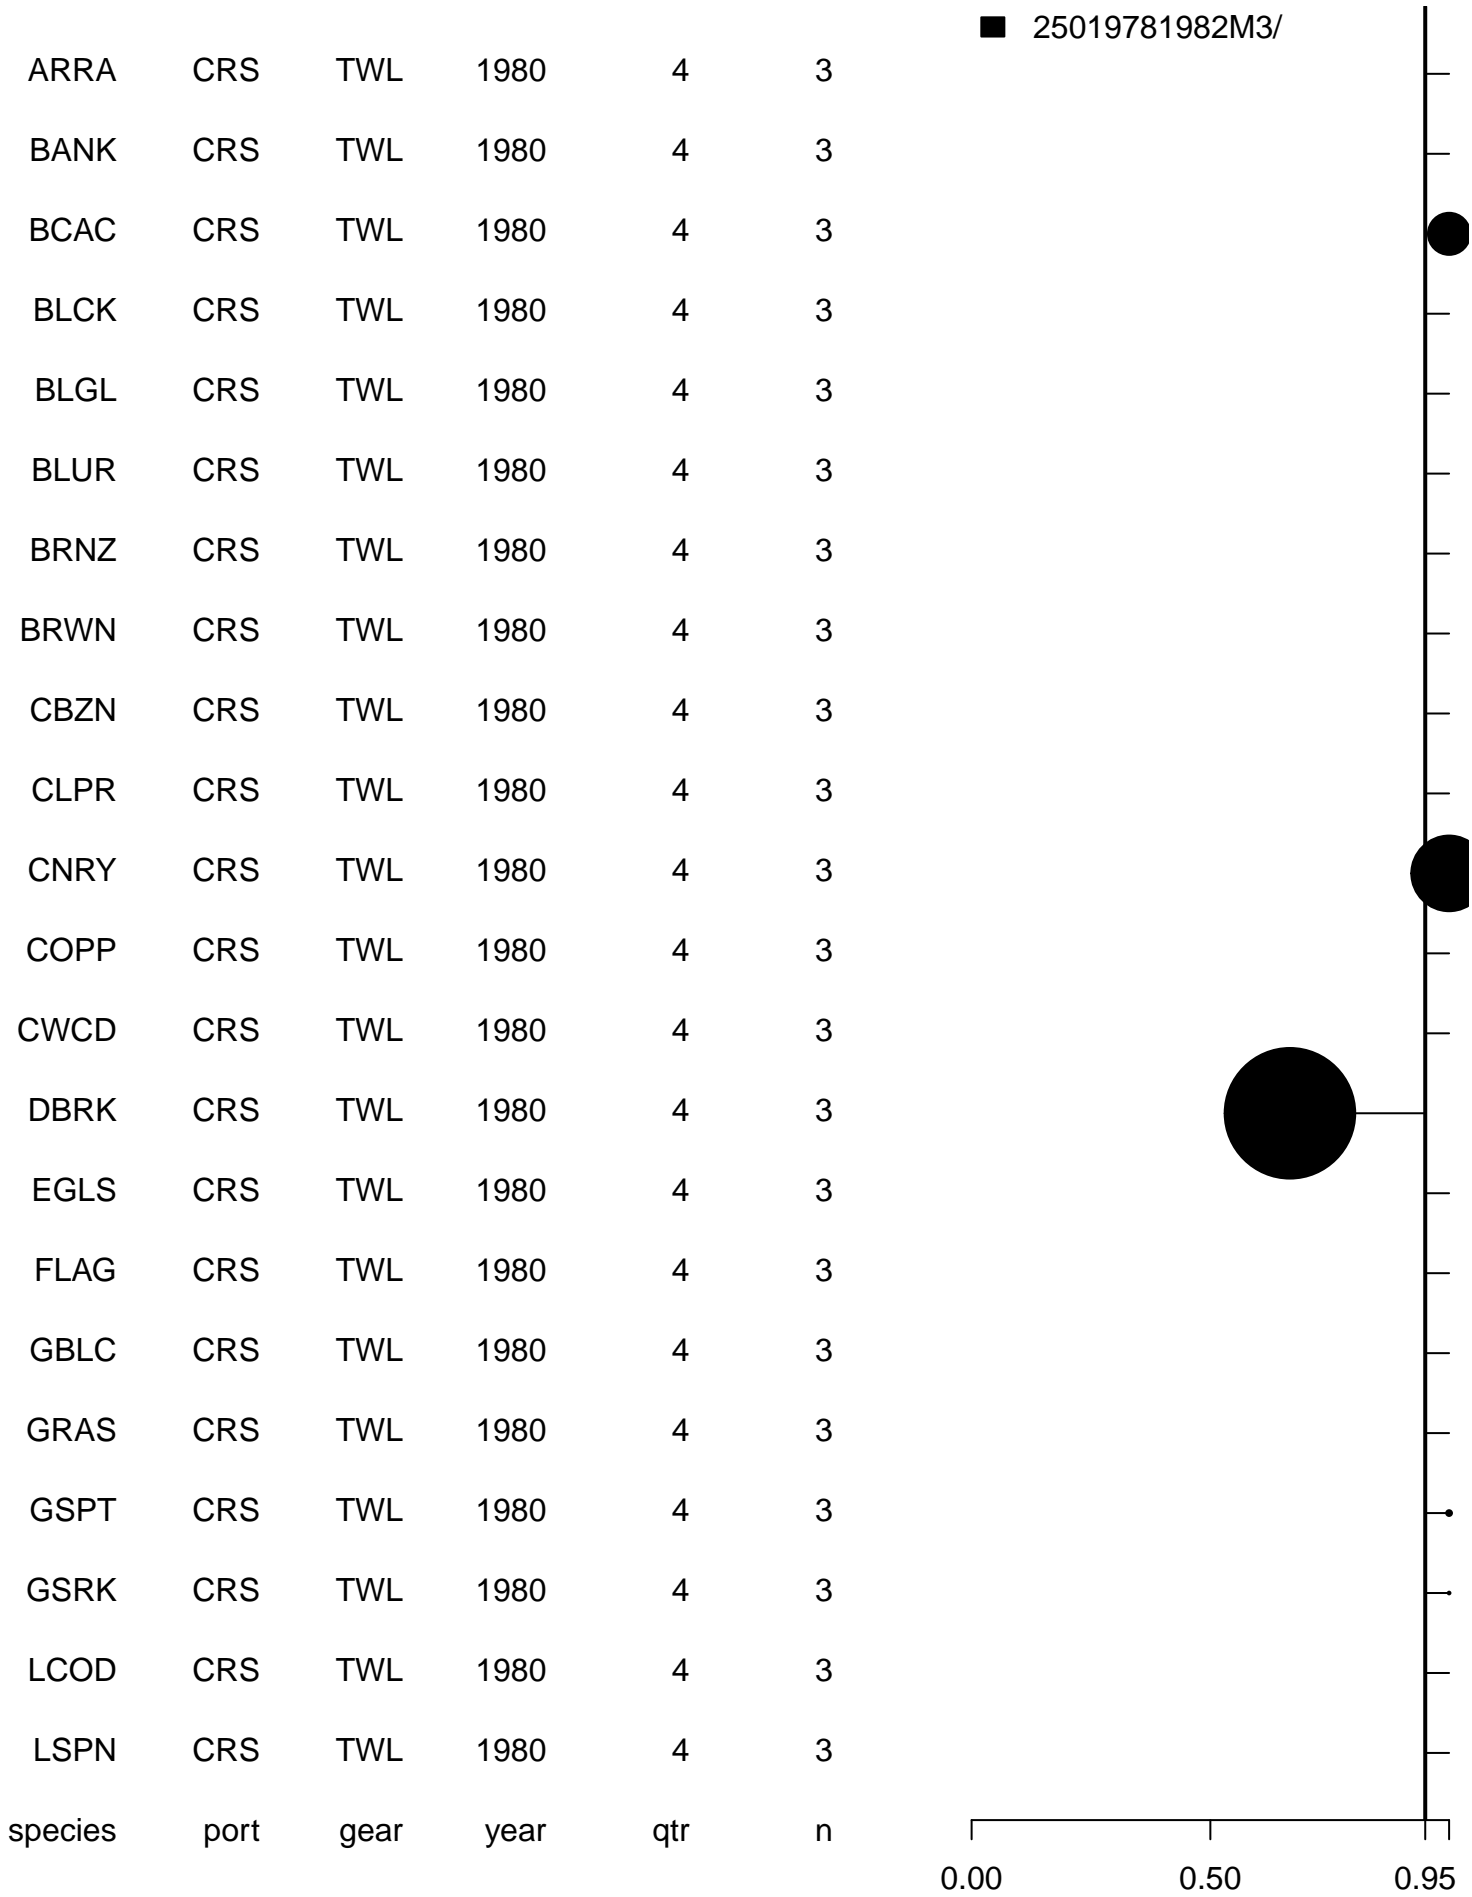 25019781982M3/
ARRA CRS TWL 1980 4 3
BANK CRS TWL 1980 4 3
BCAC CRS TWL 1980 4 3
BLCK CRS TWL 1980 4 3
BLGL CRS TWL 1980 4 3
BLUR CRS TWL 1980 4 3
BRNZ CRS TWL 1980 4 3
BRWN CRS TWL 1980 4 3
CBZN CRS TWL 1980 4 3
CLPR CRS TWL 1980 4 3
CNRY CRS TWL 1980 4 3
COPP CRS TWL 1980 4 3
CWCD CRS TWL 1980 4 3
DBRK CRS TWL 1980 4 3
EGLS CRS TWL 1980 4 3
FLAG CRS TWL 1980 4 3
GBLC CRS TWL 1980 4 3
GRAS CRS TWL 1980 4 3
GSPT CRS TWL 1980 4 3
GSRK CRS TWL 1980 4 3
LCOD CRS TWL 1980 4 3
LSPN CRS TWL 1980 4 3
species port gear year qtr n
0.00 0.50 0.95